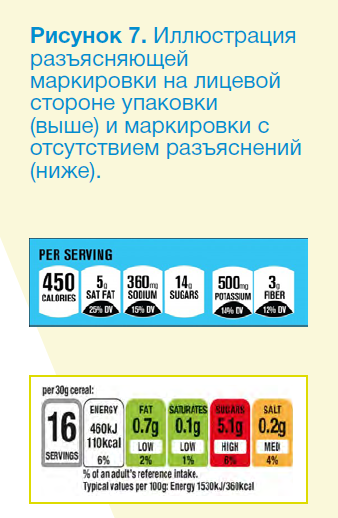 Рисунок 7. Иллюстрация
разъясняющей
маркировки на лицевой
стороне упаковки
(выше) и маркировки с
отсутствием разъяснений
(ниже).
PER SERVING
450 5g 360mg 14g 500mg 3g
CALORIES SAT FAT SODIUM SUGARS POTASSIUM FIBER
25% DV 15% DV 14% DV 12% DV
per 30g cereal:
16 SERVINGS
ENERGY FAT SATURATES SUGARS SALT
460kJ 0.7g 0.1g 5.1g 0.2g
110kcal LOW LOW HIGH MED
6% 2% 1% 6% 4%
% of an adult's reference intake.
Typical values per 100g: Energy 1530kJ/360kcal